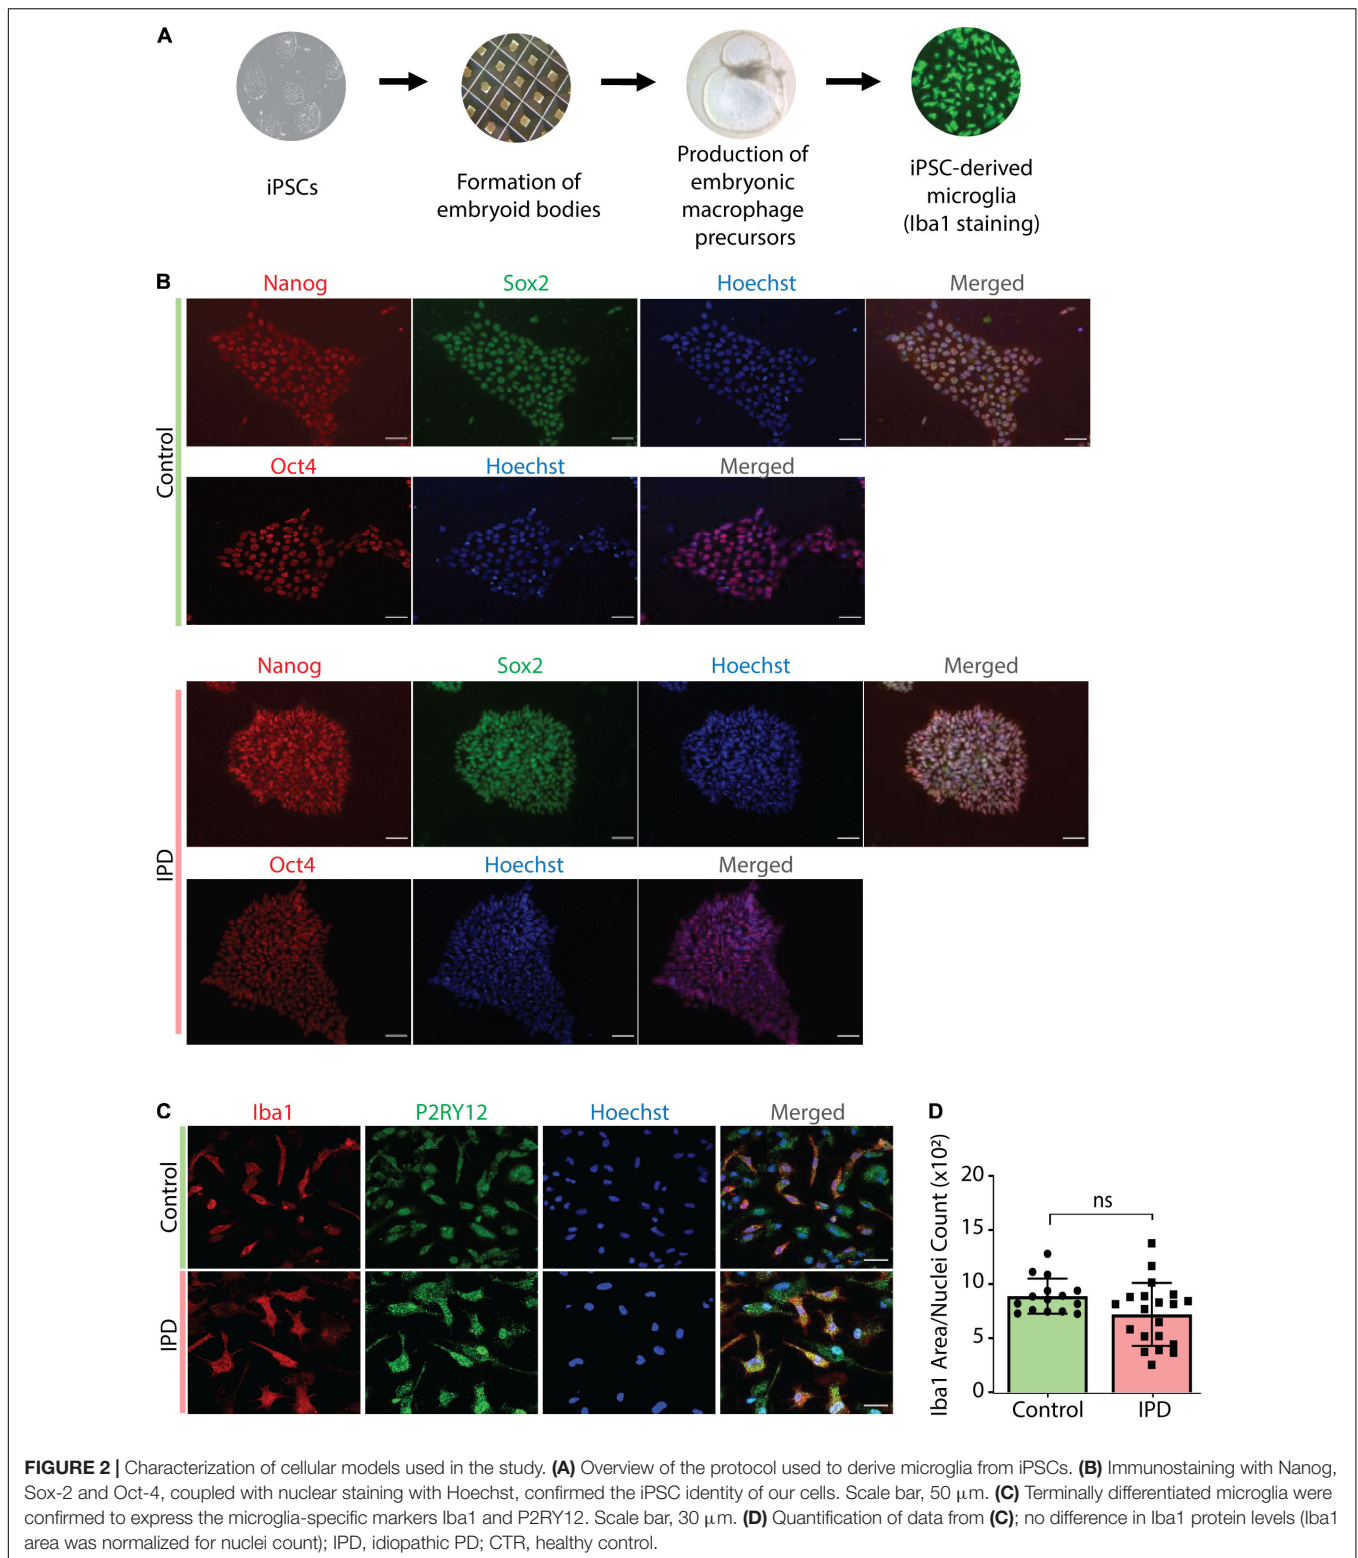 A
iPSCs
Formation of
embryoid bodies
Production of
embryonic
macrophage
precursors
iPSC-derived
microglia
(Iba1 staining)
B
Nanog Sox2 Hoechst Merged
Control
Oct4 Hoechst Merged
Nanog Sox2 Hoechst Merged
IPD
Oct4 Hoechst Merged
C
Iba1 P2RY12 Hoechst Merged
Control
IPD
D
Iba1 Area/Nuclei Count (x10²)
20
15
10
5
0
ns
Control IPD
FIGURE 2 | Characterization of cellular models used in the study. (A) Overview of the protocol used to derive microglia from iPSCs. (B) Immunostaining with Nanog,
Sox-2 and Oct-4, coupled with nuclear staining with Hoechst, confirmed the iPSC identity of our cells. Scale bar, 50 μm. (C) Terminally differentiated microglia were
confirmed to express the microglia-specific markers Iba1 and P2RY12. Scale bar, 30 μm. (D) Quantification of data from (C); no difference in Iba1 protein levels (Iba1
area was normalized for nuclei count); IPD, idiopathic PD; CTR, healthy control.